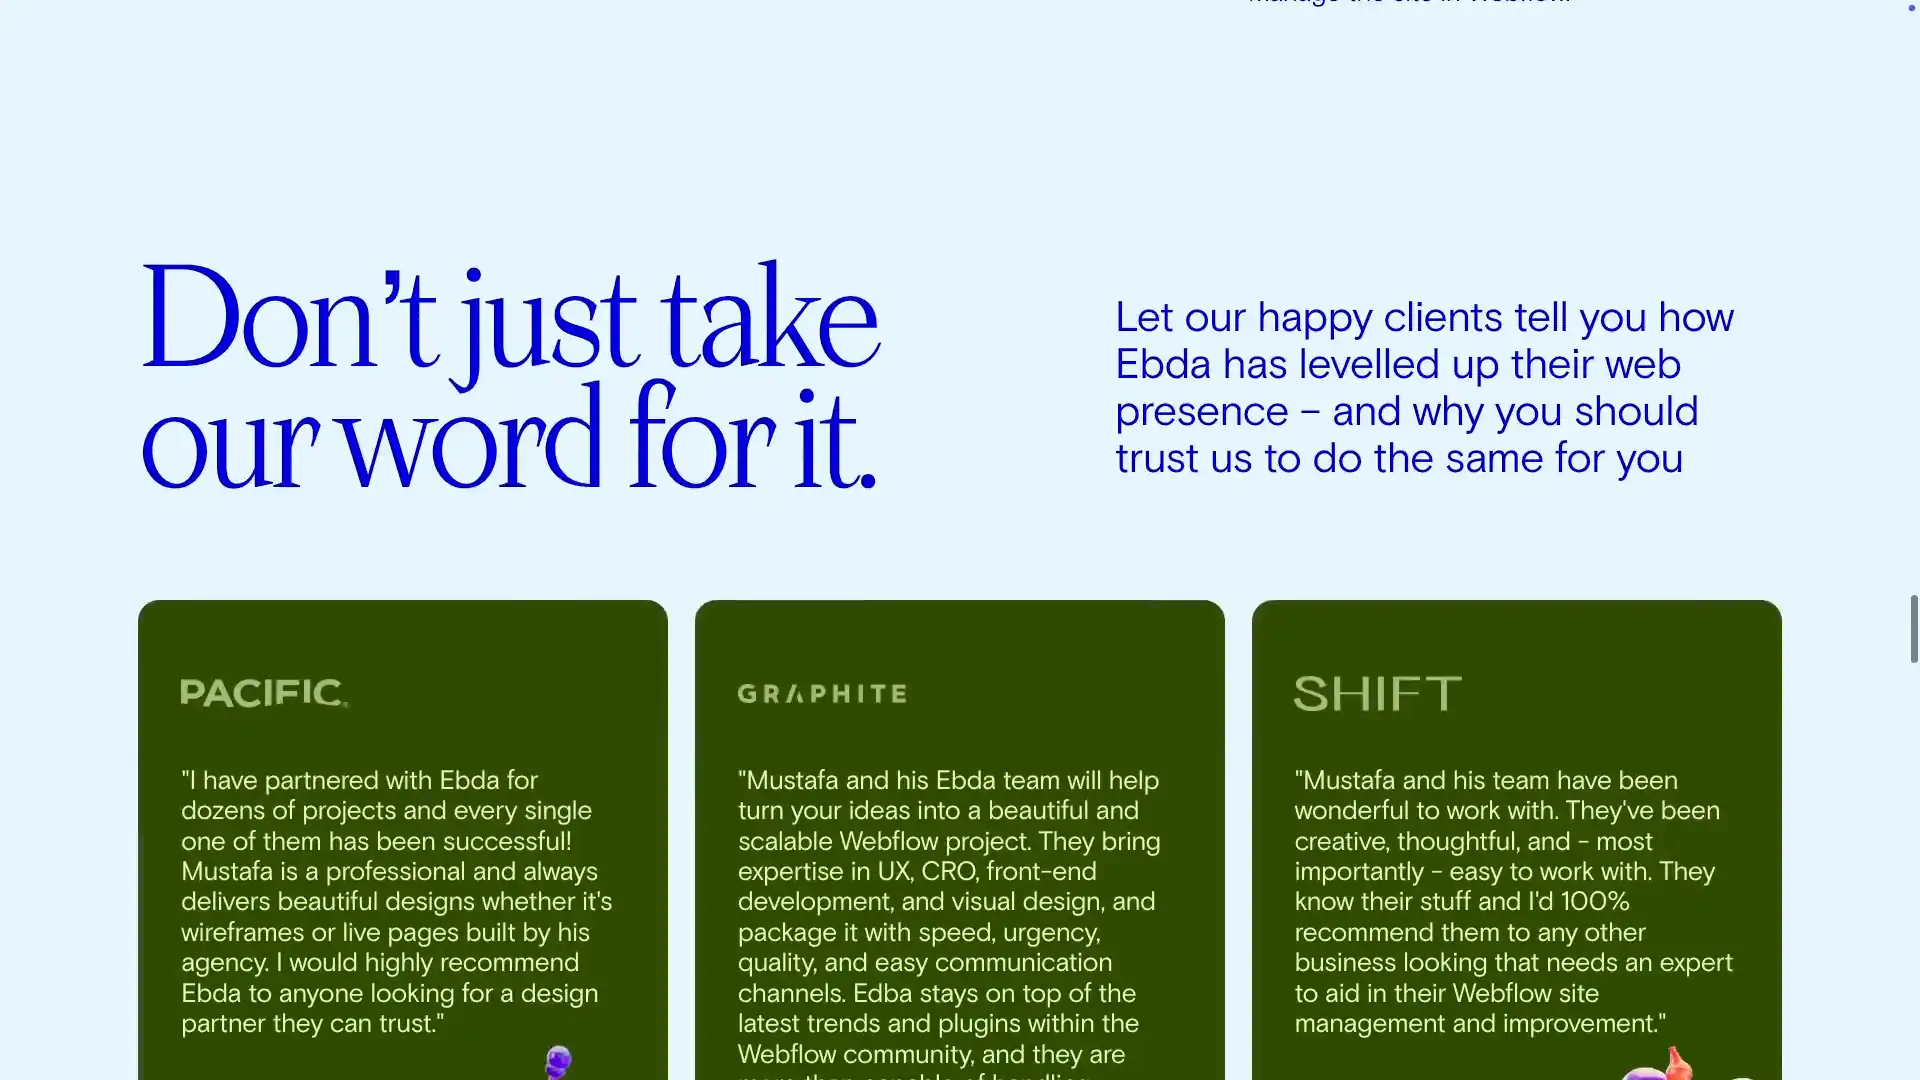 manage the site in Webflow.
Don't just take
our word for it.
Let our happy clients tell you how
Ebda has levelled up their web
presence – and why you should
trust us to do the same for you
PACIFIC
"I have partnered with Ebda for
dozens of projects and every single
one of them has been successful!
Mustafa is a professional and always
delivers beautiful designs whether it's
wireframes or live pages built by his
agency. I would highly recommend
Ebda to anyone looking for a design
partner they can trust."
GRAPHITE
"Mustafa and his Ebda team will help
turn your ideas into a beautiful and
scalable Webflow project. They bring
expertise in UX, CRO, front-end
development, and visual design, and
package it with speed, urgency,
quality, and easy communication
channels. Edba stays on top of the
latest trends and plugins within the
Webflow community, and they are
SHIFT
"Mustafa and his team have been
wonderful to work with. They've been
creative, thoughtful, and – most
importantly – easy to work with. They
know their stuff and I'd 100%
recommend them to any other
business looking that needs an expert
to aid in their Webflow site
management and improvement."